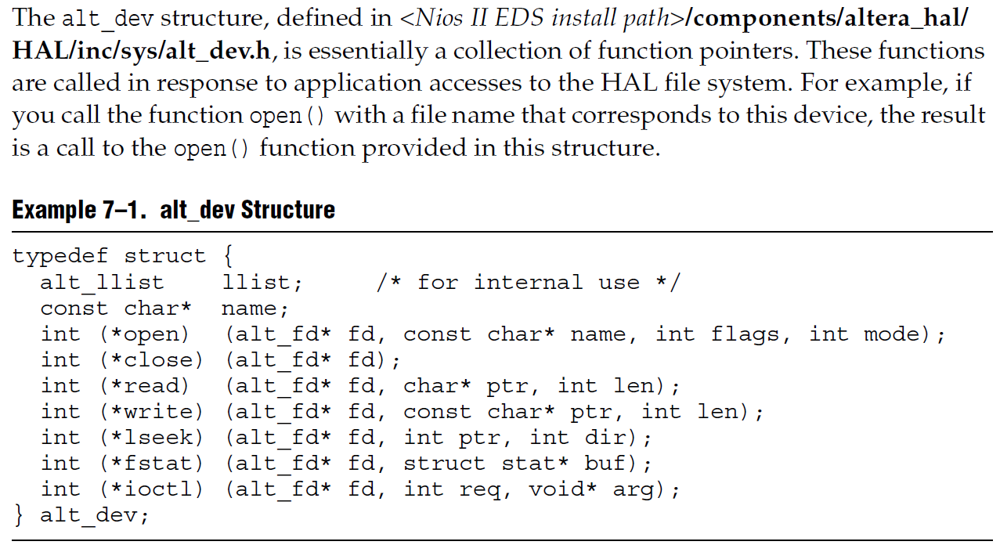 The alt_dev structure, defined in <Nios II EDS install path>/components/altera_hal/
HAL/inc/sys/alt_dev.h, is essentially a collection of function pointers. These functions
are called in response to application accesses to the HAL file system. For example, if
you call the function open() with a file name that corresponds to this device, the result
is a call to the open() function provided in this structure.
Example 7–1. alt_dev Structure
typedef struct {
  alt_llist    llist;     /* for internal use */
  const char*  name;
  int (*open)  (alt_fd* fd, const char* name, int flags, int mode);
  int (*close) (alt_fd* fd);
  int (*read)  (alt_fd* fd, char* ptr, int len);
  int (*write) (alt_fd* fd, const char* ptr, int len);
  int (*lseek) (alt_fd* fd, int ptr, int dir);
  int (*fstat) (alt_fd* fd, struct stat* buf);
  int (*ioctl) (alt_fd* fd, int req, void* arg);
} alt_dev;